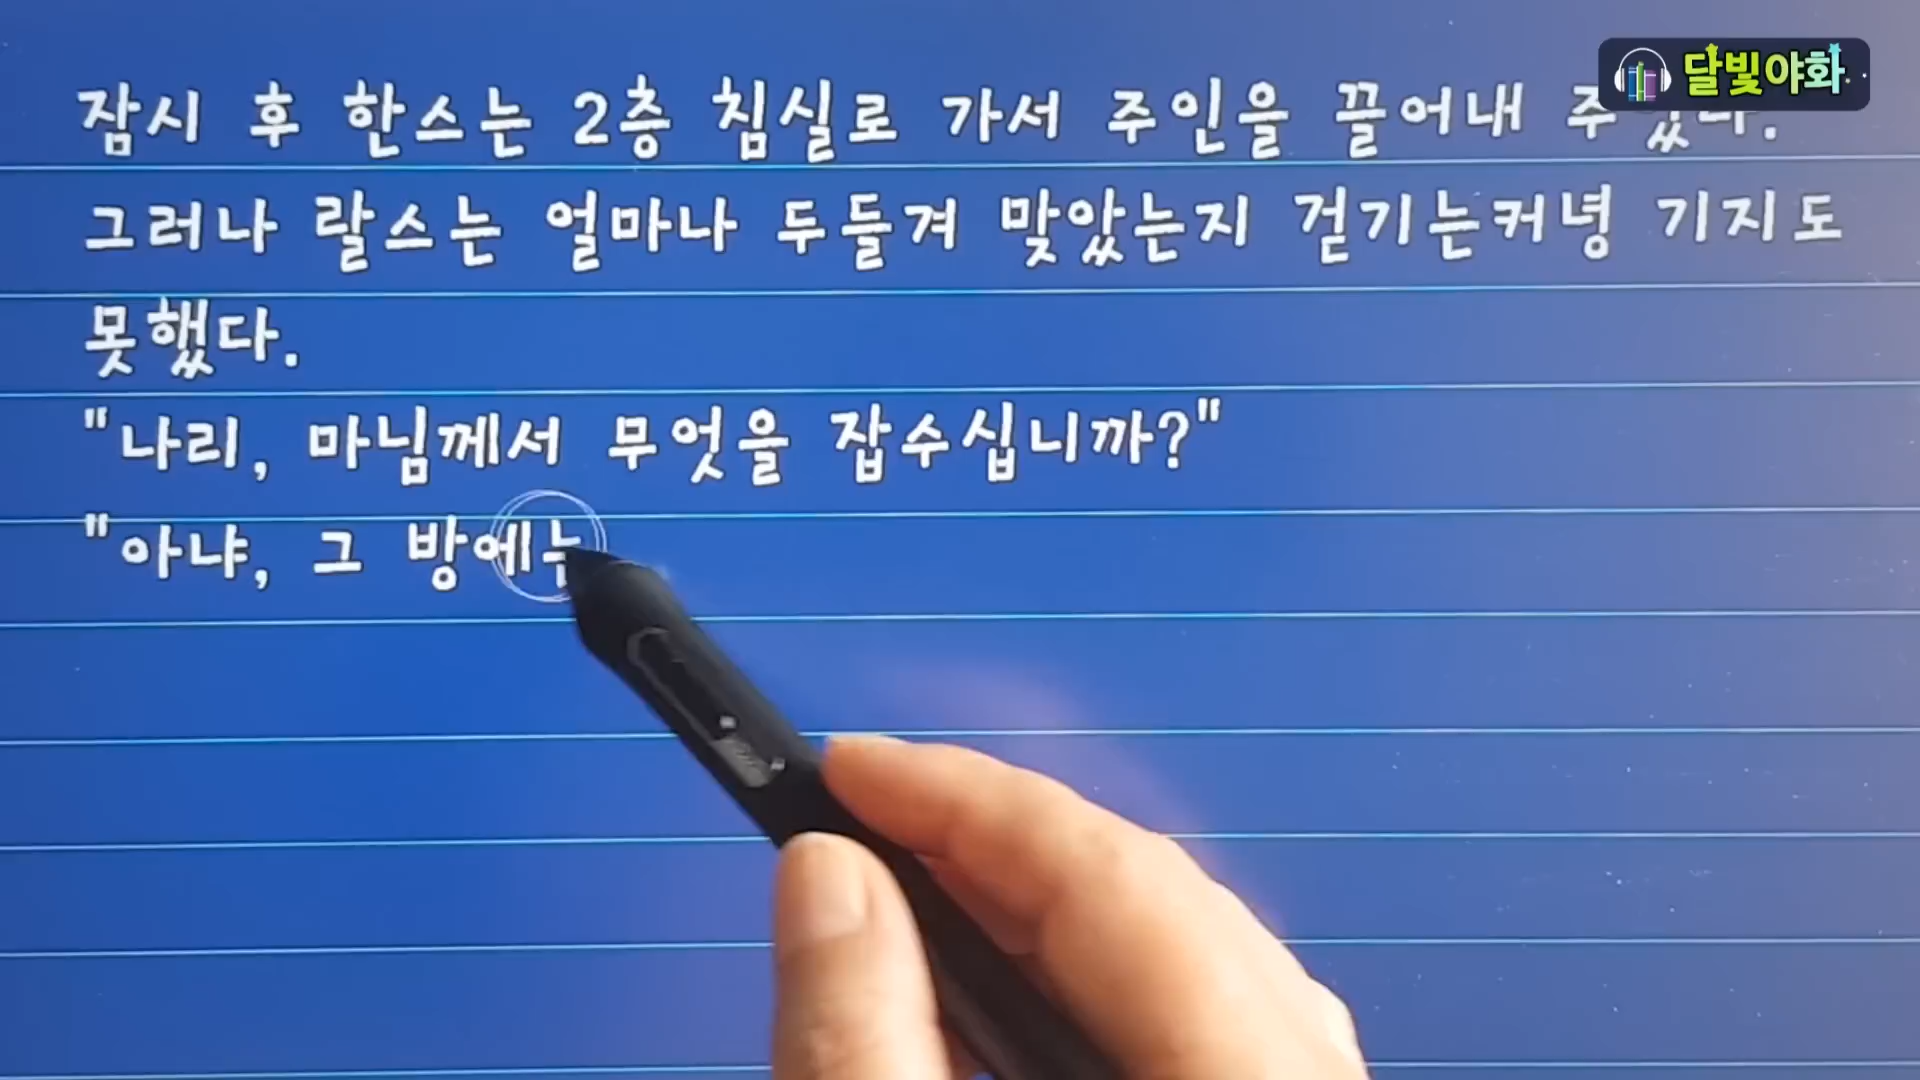 달빛야화
잠시 후 한스는 2층 침실로 가서 주인을 끌어내
그러나 랄스는 얼마나 두들겨 맞았는지 걷기는커녕 기지도
못했다.
"나리, 마님께서 무엇을 잡수십니까?"
"아냐, 그 방에는